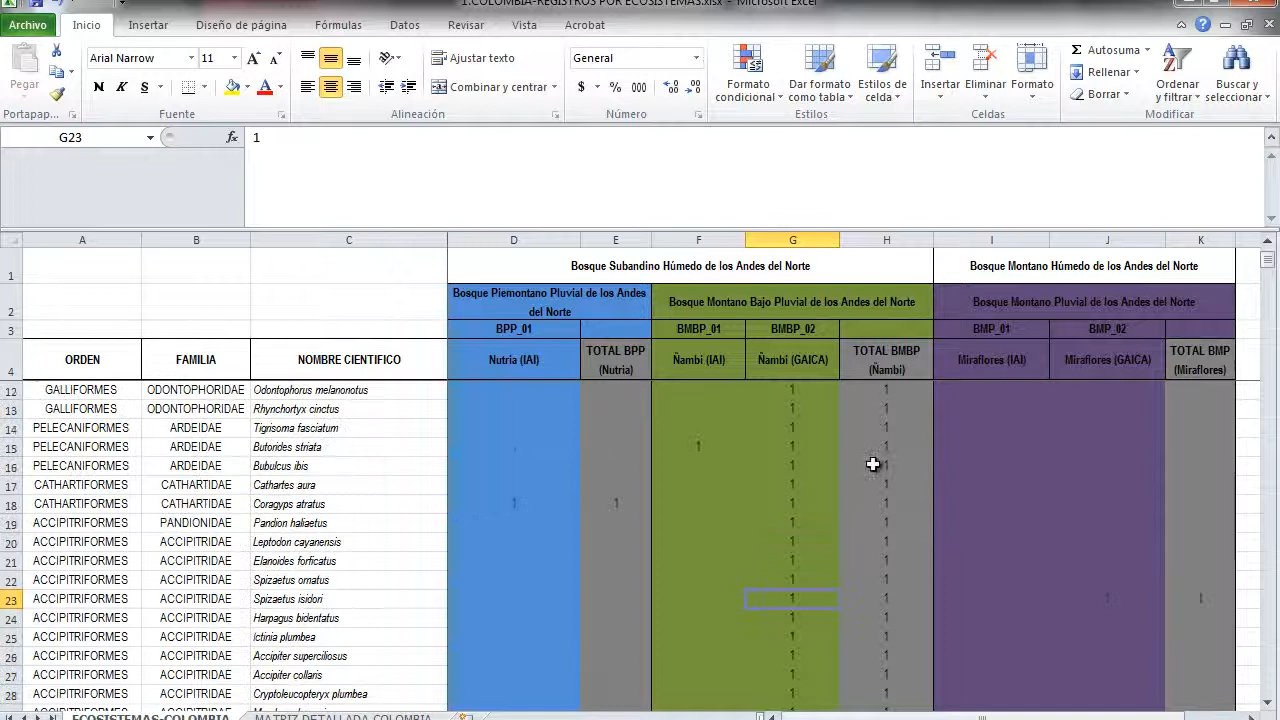 1.COLOMBIA-REGISTROS POR ECOSISTEMAS.xlsx - Microsoft Excel
Archivo Inicio Insertar Diseño de página Fórmulas Datos Revisar Vista Acrobat
Pegar
Arial Narrow 11
N K S
Ajustar texto
Combinar y centrar
General
$ % 000
Formato condicional
Dar formato como tabla
Estilos de celda
Insertar Eliminar Formato
Autosuma
Rellenar
Borrar
Ordenar y filtrar
Buscar y seleccionar
Portapap... Fuente Alineación Número Estilos Celdas Modificar
G23 fx 1
A B C D E F G H I J K
1 Bosque Subandino Húmedo de los Andes del Norte Bosque Montano Húmedo de los Andes del Norte
2 Bosque Piemontano Pluvial de los Andes del Norte Bosque Montano Bajo Pluvial de los Andes del Norte Bosque Montano Pluvial de los Andes del Norte
3 BPP_01 BMBP_01 BMBP_02 BMP_01 BMP_02
4 ORDEN FAMILIA NOMBRE CIENTIFICO Nutria (IAI) TOTAL BPP (Nutria) Ñambi (IAI) Ñambi (GAICA) TOTAL BMBP (Ñambi) Miraflores (IAI) Miraflores (GAICA) TOTAL BMP (Miraflores)
12 GALLIFORMES ODONTOPHORIDAE Odontophorus melanonotus 1 1
13 GALLIFORMES ODONTOPHORIDAE Rhynchortyx cinctus 1 1
14 PELECANIFORMES ARDEIDAE Tigrisoma fasciatum 1 1
15 PELECANIFORMES ARDEIDAE Butorides striata 1 1 1
16 PELECANIFORMES ARDEIDAE Bubulcus ibis 1 1
17 CATHARTIFORMES CATHARTIDAE Cathartes aura 1 1
18 CATHARTIFORMES CATHARTIDAE Coragyps atratus 1 1 1 1
19 ACCIPITRIFORMES PANDIONIDAE Pandion haliaetus 1 1
20 ACCIPITRIFORMES ACCIPITRIDAE Leptodon cayanensis 1 1
21 ACCIPITRIFORMES ACCIPITRIDAE Elanoides forficatus 1 1
22 ACCIPITRIFORMES ACCIPITRIDAE Spizaetus ornatus 1 1
23 ACCIPITRIFORMES ACCIPITRIDAE Spizaetus isidori 1 1 1 1
24 ACCIPITRIFORMES ACCIPITRIDAE Harpagus bidentatus 1 1
25 ACCIPITRIFORMES ACCIPITRIDAE Ictinia plumbea 1 1
26 ACCIPITRIFORMES ACCIPITRIDAE Accipiter superciliosus 1 1
27 ACCIPITRIFORMES ACCIPITRIDAE Accipiter collaris 1 1
28 ACCIPITRIFORMES ACCIPITRIDAE Cryptoleucopteryx plumbea 1 1
ECOSISTEMAS-COLOMBIA MATRIZ DETALLADA COLOMBIA